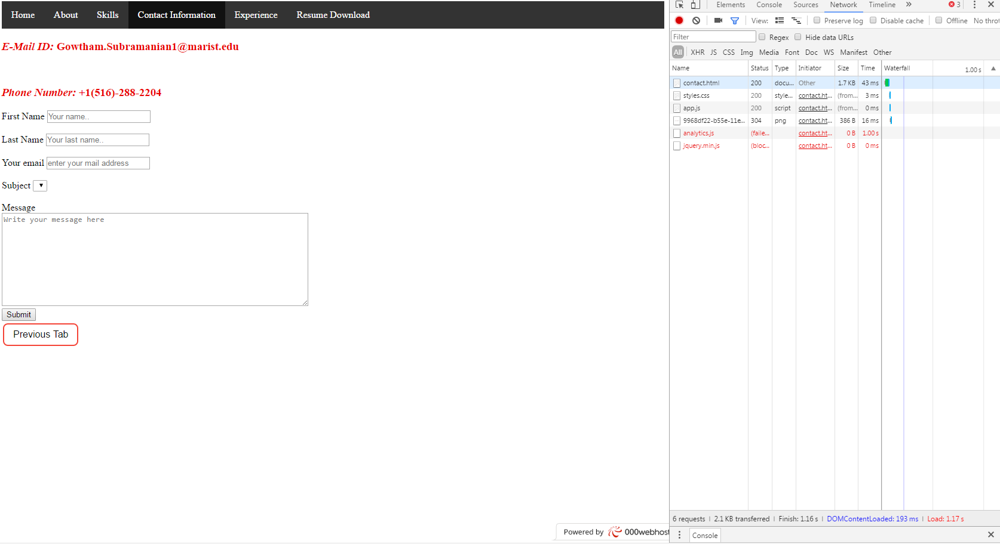 Home About Skills Contact Information Experience Resume Download
E-Mail ID: Gowtham.Subramanian1@marist.edu
Phone Number: +1(516)-288-2204
First Name Your name..
Last Name Your last name..
Your email enter your mail address
Subject
Message
Write your message here
Submit
Previous Tab
Powered by 000webhost
Elements Console Sources Network Timeline » 3
View: Preserve log Disable cache Offline No throt
Filter Regex Hide data URLs
All XHR JS CSS Img Media Font Doc WS Manifest Other
Name Status Type Initiator Size Time Waterfall 1.00 s
contact.html 200 docu... Other 1.7 KB 43 ms
styles.css 200 style... contact.ht... (from... 3 ms
app.js 200 script contact.ht... (from... 0 ms
9968df22-b55e-11e... 304 png contact.ht... 386 B 16 ms
analytics.js (faile... contact.ht... 0 B 1.00 s
jquery.min.js (bloc... contact.ht... 0 B 0 ms
6 requests | 2.1 KB transferred | Finish: 1.16 s | DOMContentLoaded: 193 ms | Load: 1.17 s
Console